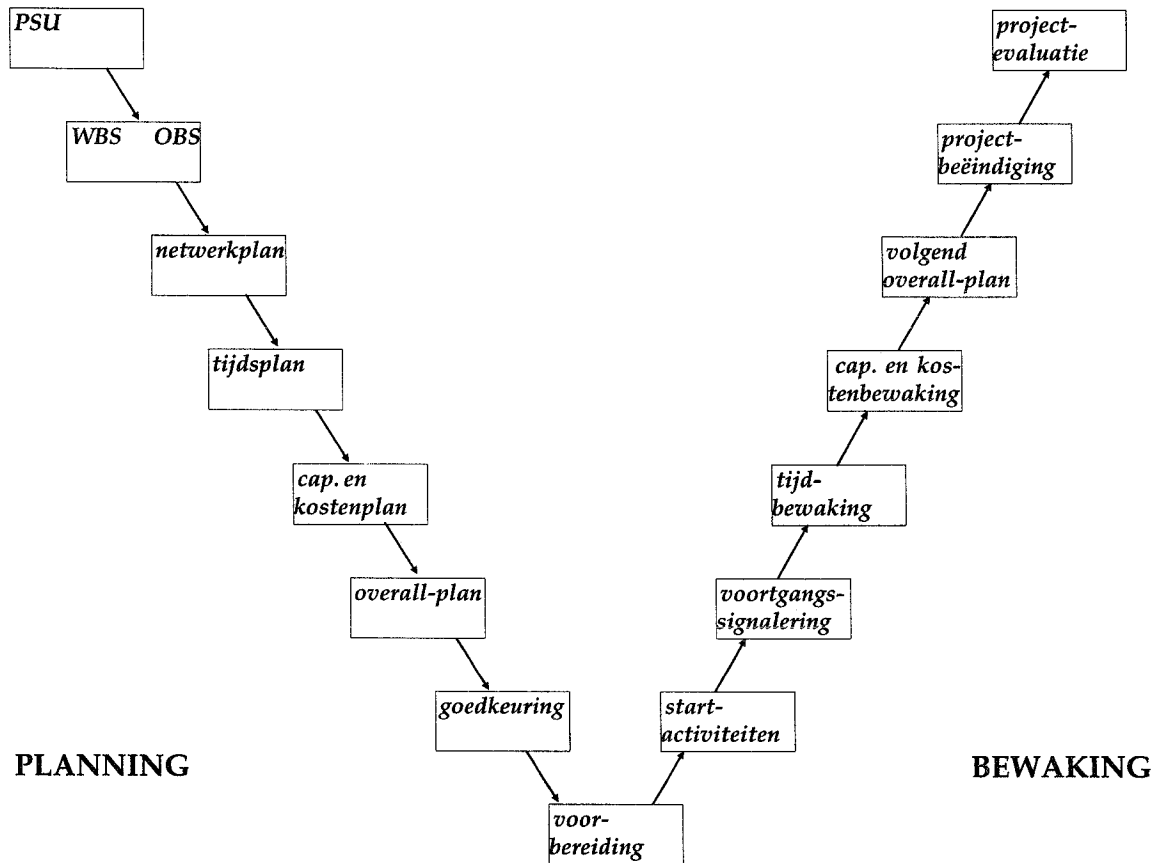 PSU
WBS OBS
netwerkplan
tijdsplan
cap. en
kostenplan
overall-plan
goedkeuring
voor-
bereiding
start-
activiteiten
voortgangs-
signalering
tijd-
bewaking
cap. en kos-
tenbewaking
volgend
overall-plan
project-
beëindiging
project-
evaluatie
PLANNING
BEWAKING